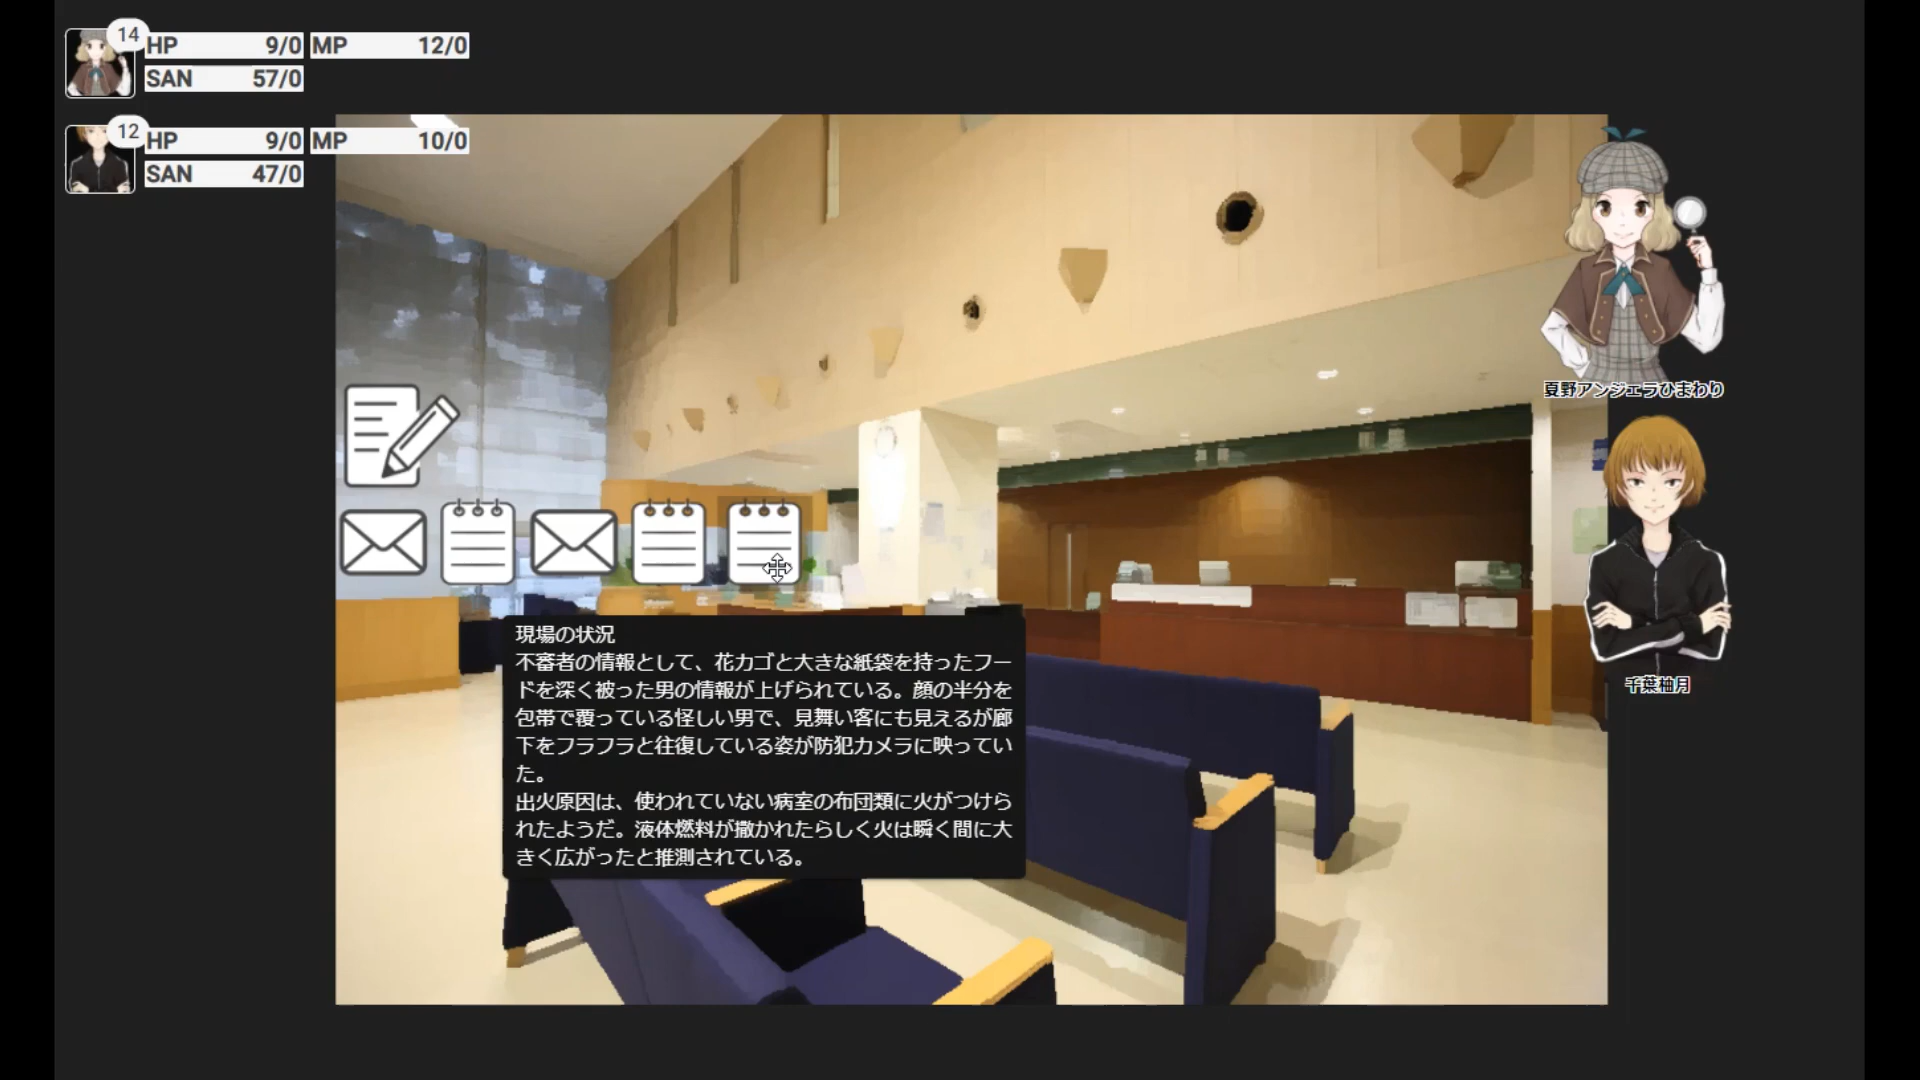 14
HP 9/0 MP 12/0
SAN 57/0
12
HP 9/0 MP 10/0
SAN 47/0
夏野アンジェラひまわり
千葉柚月
現場の状況
不審者の情報として、花カゴと大きな紙袋を持ったフー
ドを深く被った男の情報が上げられている。顔の半分を
包帯で覆っている怪しい男で、見舞い客にも見えるが廊
下をフラフラと往復している姿が防犯カメラに映ってい
た。
出火原因は、使われていない病室の布団類に火がつけら
れたようだ。液体燃料が撒かれたらしく火は瞬く間に大
きく広がったと推測されている。